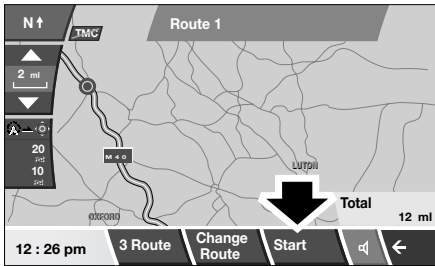 N
TMC
Route 1
2 mi
A
20
10
M 40
LUTON
OXFORD
Total
12 ml
12 : 26 pm
3 Route
Change
Route
Start